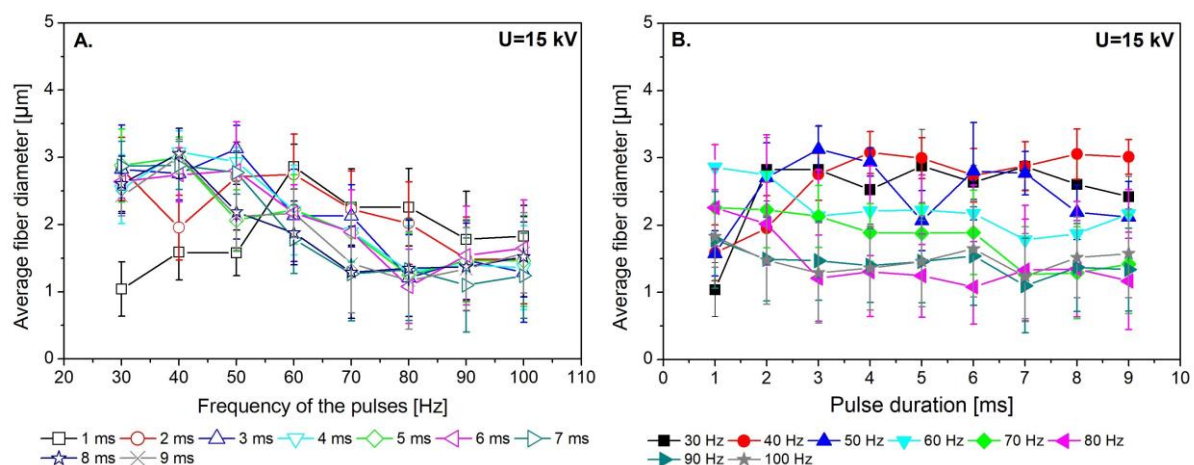 A.
U=15 kV
Average fiber diameter [µm]
5
4
3
2
1
0
20 30 40 50 60 70 80 90 100 110
Frequency of the pulses [Hz]
1 ms 2 ms 3 ms 4 ms 5 ms 6 ms 7 ms
8 ms 9 ms
B.
U=15 kV
Average fiber diameter [µm]
5
4
3
2
1
0
0 1 2 3 4 5 6 7 8 9 10
Pulse duration [ms]
30 Hz 40 Hz 50 Hz 60 Hz 70 Hz 80 Hz
90 Hz 100 Hz